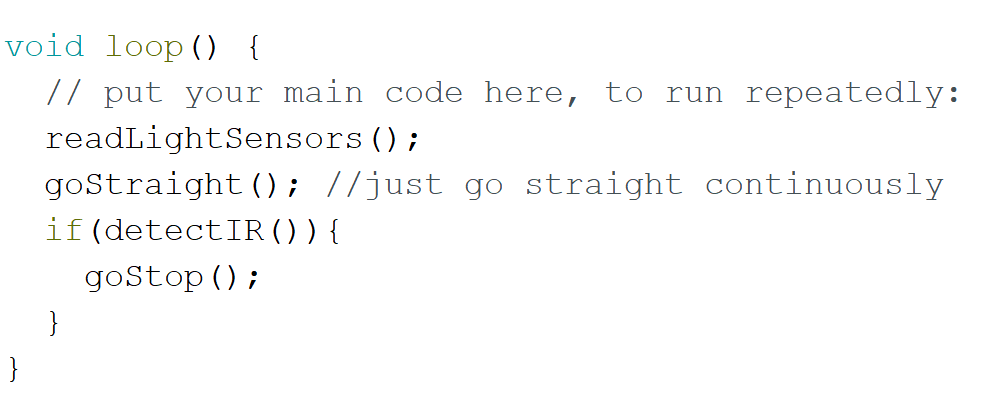 void loop() {
  // put your main code here, to run repeatedly:
  readLightSensors();
  goStraight(); //just go straight continuously
  if(detectIR()){
    goStop();
  }
}